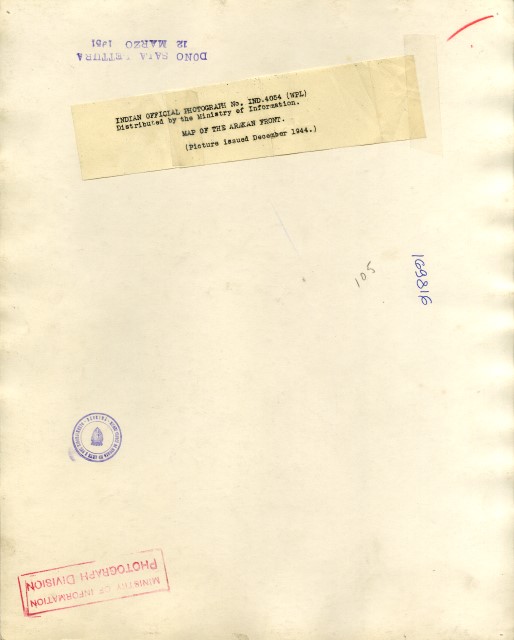 DONO SALA LETTURA
12 MARZO 1951
INDIAN OFFICIAL PHOTOGRAPH No. IND.4054 (WPL)
Distributed by the Ministry of Information.
MAP OF THE ARAKAN FRONT.
(Picture issued December 1944.)
105
169816
MINISTRY OF INFORMATION
PHOTOGRAPH DIVISION